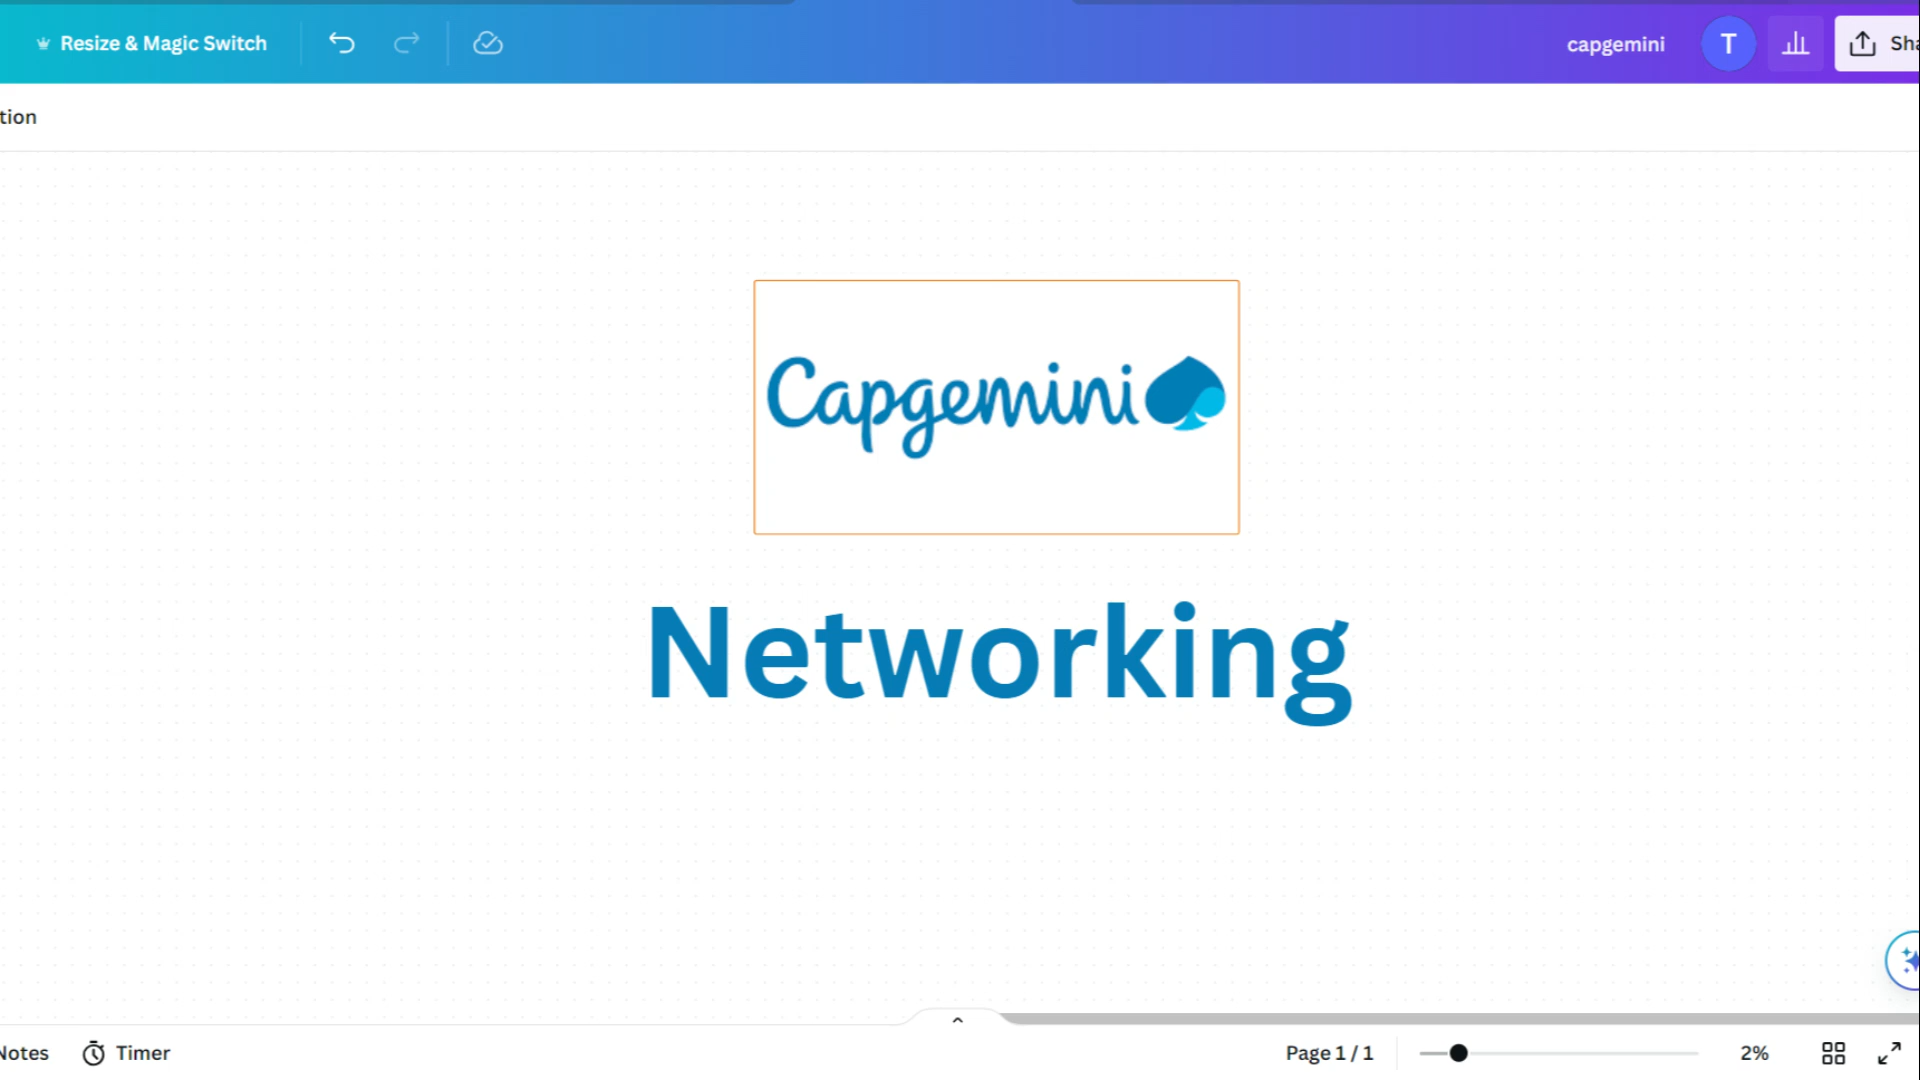 Resize & Magic Switch
capgemini
T
Sha
tion
Capgemini
Networking
Notes
Timer
Page 1 / 1
2%